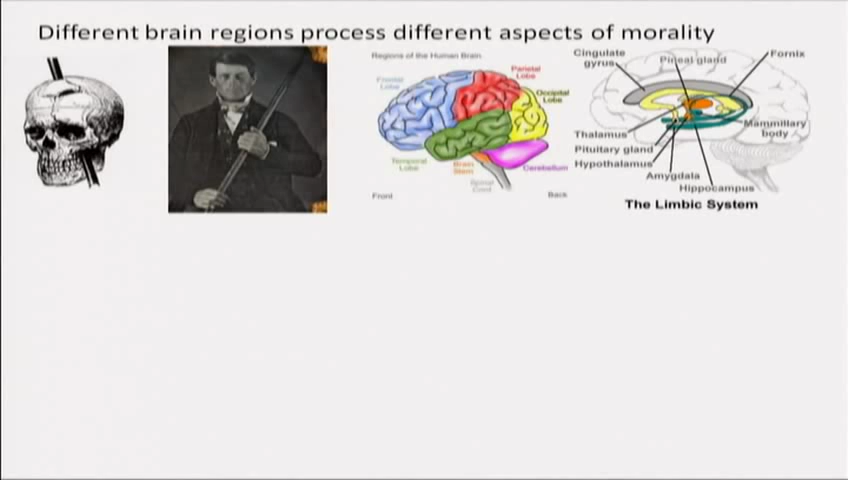 Different brain regions process different aspects of morality
Regions of the Human Brain
Frontal
Lobe
Parietal
Lobe
Occipital
Lobe
Temporal
Lobe
Brain
Stem
Cerebellum
Spinal
Cord
Front
Back
Cingulate
gyrus
Pineal gland
Fornix
Thalamus
Mammillary
body
Pituitary gland
Hypothalamus
Amygdala
Hippocampus
The Limbic System